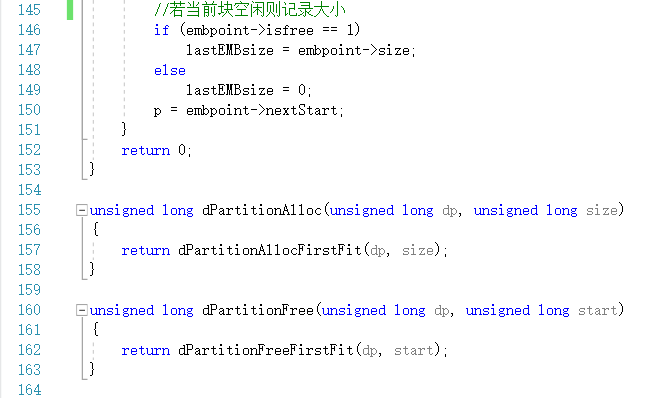 145 //若当前块空闲则记录大小
146 if (embpoint->isfree == 1)
147 lastEMBsize = embpoint->size;
148 else
149 lastEMBsize = 0;
150 p = embpoint->nextStart;
151 }
152 return 0;
153 }
154
155 unsigned long dPartitionAlloc(unsigned long dp, unsigned long size)
156 {
157 return dPartitionAllocFirstFit(dp, size);
158 }
159
160 unsigned long dPartitionFree(unsigned long dp, unsigned long start)
161 {
162 return dPartitionFreeFirstFit(dp, start);
163 }
164